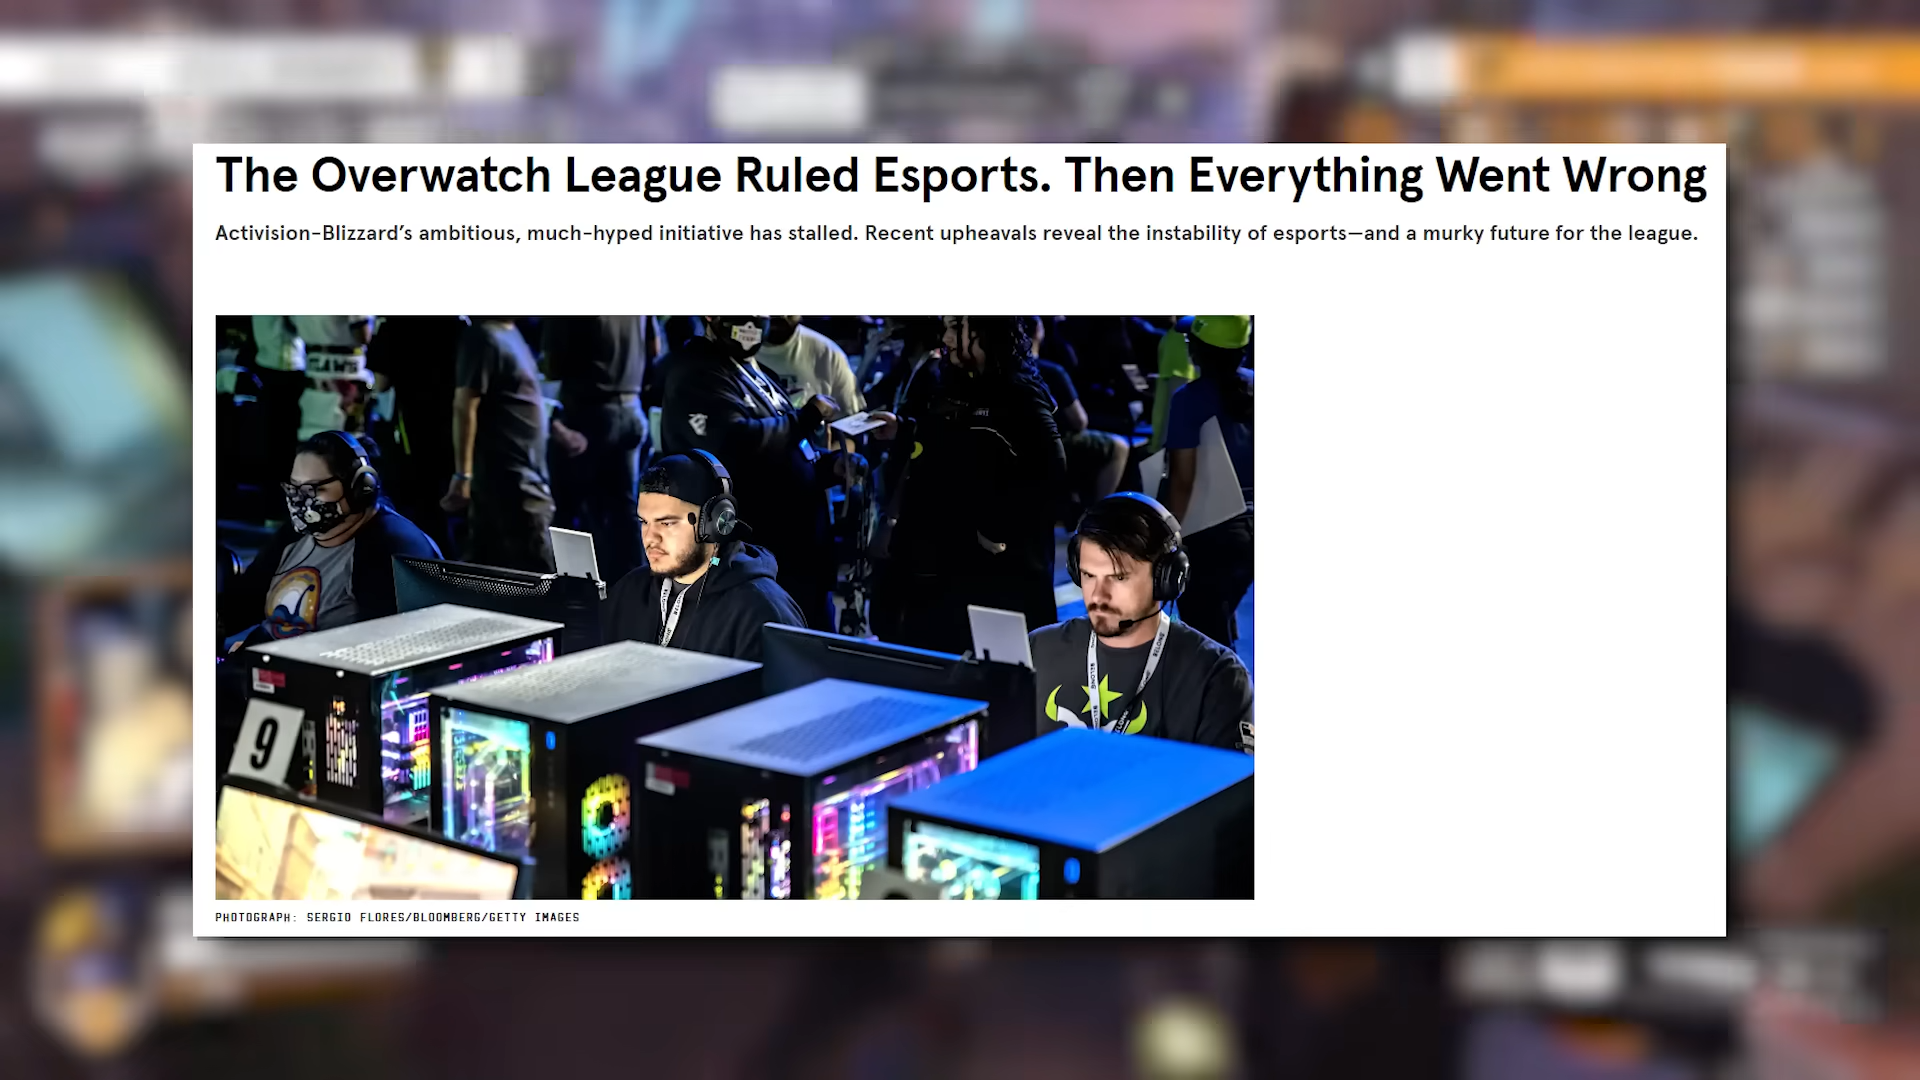 The Overwatch League Ruled Esports. Then Everything Went Wrong
Activision-Blizzard’s ambitious, much-hyped initiative has stalled. Recent upheavals reveal the instability of esports—and a murky future for the league.
9
BELONG
PHOTOGRAPH: SERGIO FLORES/BLOOMBERG/GETTY IMAGES